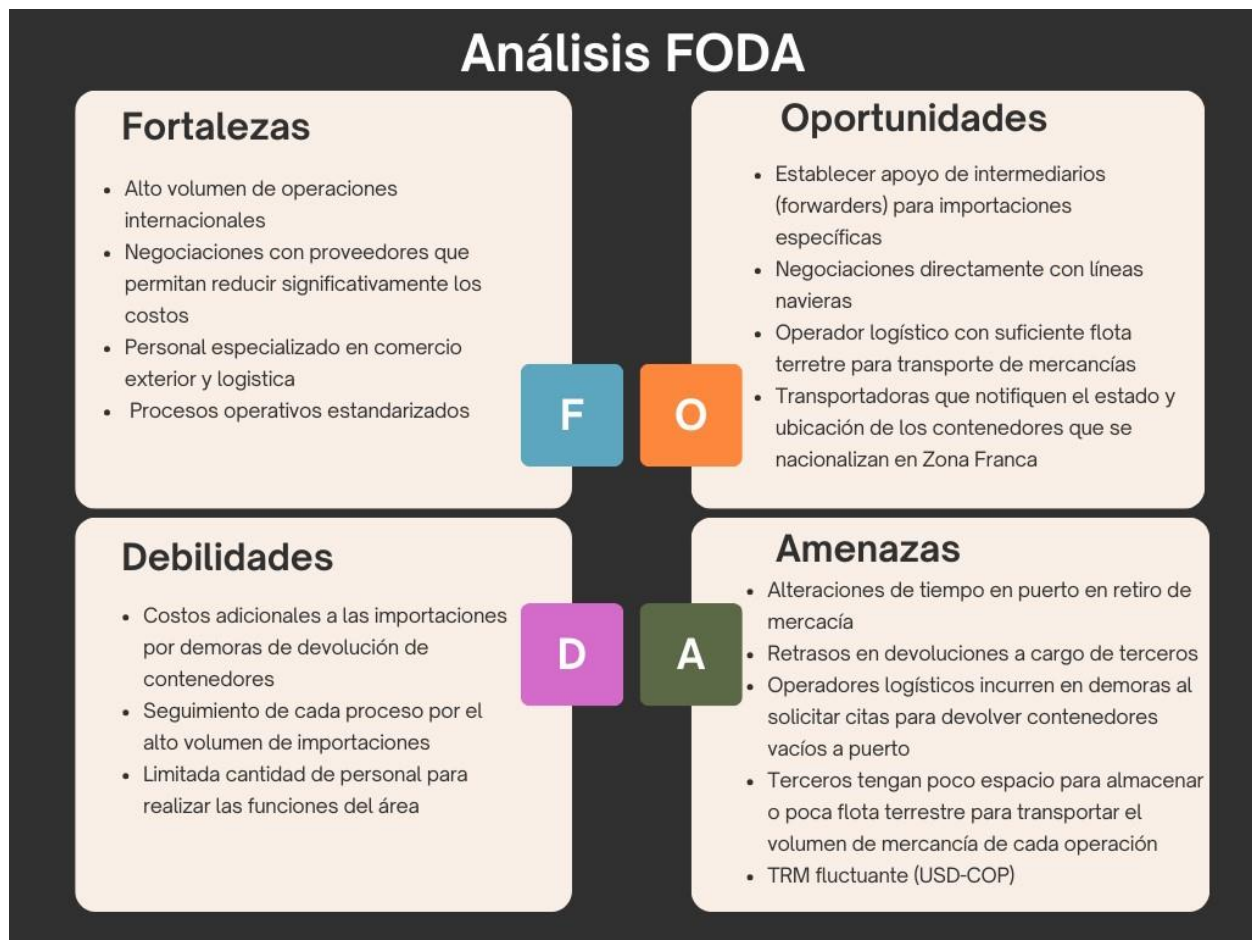 Análisis FODA
Fortalezas
• Alto volumen de operaciones
internacionales
• Negociaciones con proveedores que
permitan reducir significativamente los
costos
• Personal especializado en comercio
exterior y logistica
• Procesos operativos estandarizados
Oportunidades
• Establecer apoyo de intermediarios
(forwarders) para importaciones
específicas
• Negociaciones directamente con líneas
navieras
• Operador logístico con suficiente flota
terretre para transporte de mercancías
• Transportadoras que notifiquen el estado y
ubicación de los contenedores que se
nacionalizan en Zona Franca
F
O
Debilidades
• Costos adicionales a las importaciones
por demoras de devolución de
contenedores
• Seguimiento de cada proceso por el
alto volumen de importaciones
• Limitada cantidad de personal para
realizar las funciones del área
D
A
Amenazas
• Alteraciones de tiempo en puerto en retiro de
mercacía
• Retrasos en devoluciones a cargo de terceros
• Operadores logísticos incurren en demoras al
solicitar citas para devolver contenedores
vacíos a puerto
• Terceros tengan poco espacio para almacenar
o poca flota terrestre para transportar el
volumen de mercancía de cada operación
• TRM fluctuante (USD-COP)